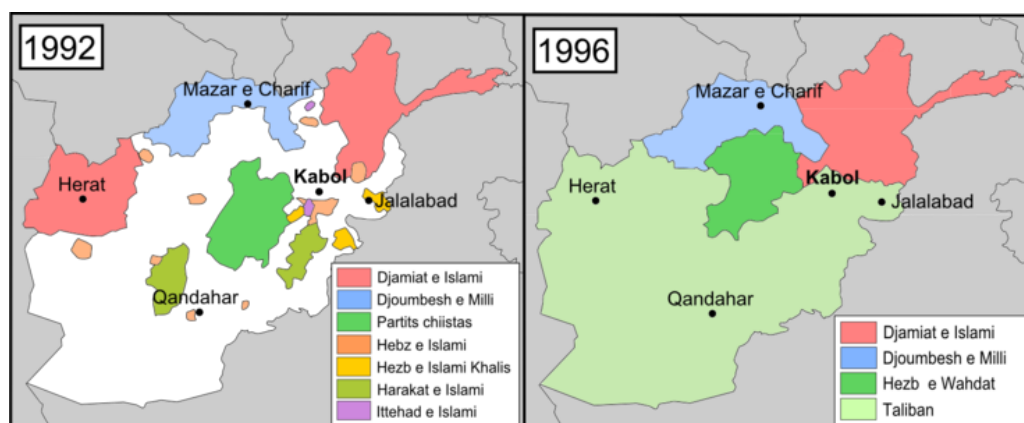 1992
Mazar e Charif
Herat
Kabol
Jalalabad
Qandahar
Djamiat e Islami
Djoumbesh e Milli
Partits chiistas
Hebz e Islami
Hezb e Islami Khalis
Harakat e Islami
Ittehad e Islami
1996
Mazar e Charif
Herat
Kabol
Jalalabad
Qandahar
Djamiat e Islami
Djoumbesh e Milli
Hezb e Wahdat
Taliban